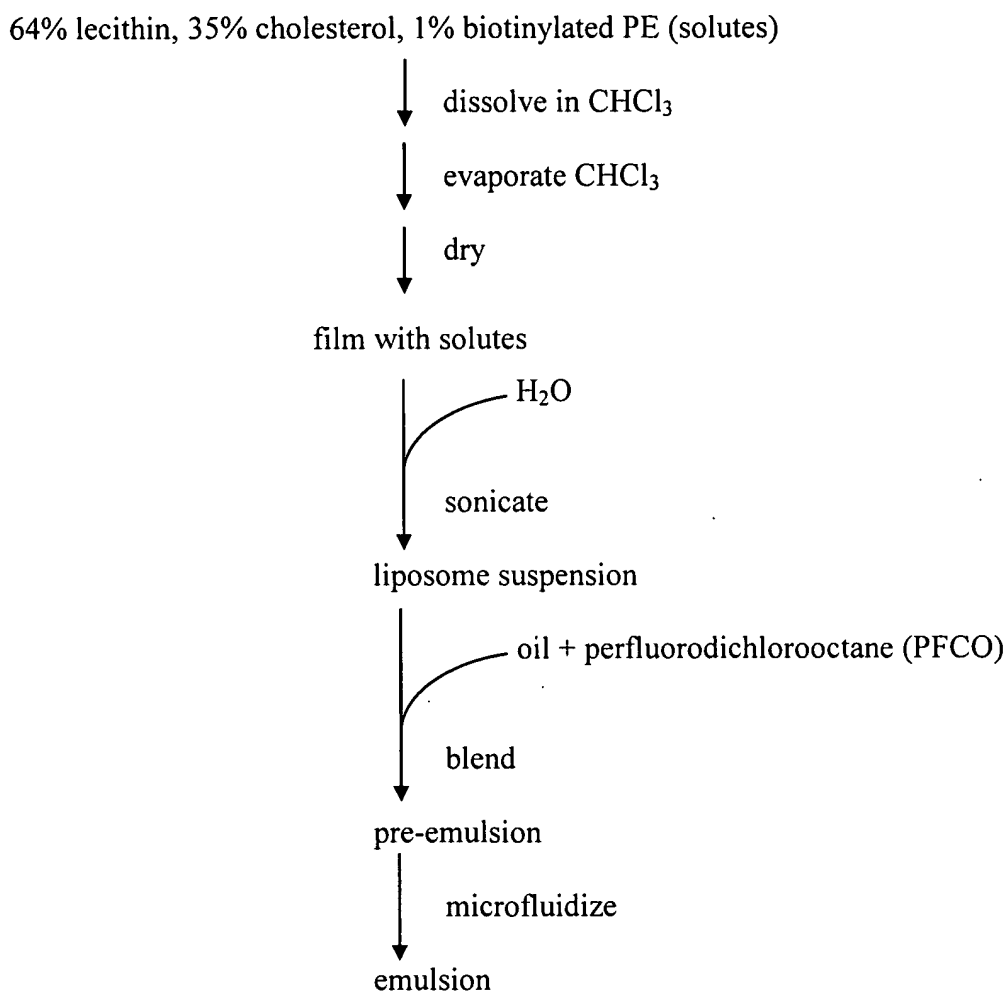 64% lecithin, 35% cholesterol, 1% biotinylated PE (solutes)
dissolve in CHCl₃
evaporate CHCl₃
dry
film with solutes
H₂O
sonicate
liposome suspension
oil + perfluorodichlorooctane (PFCO)
blend
pre-emulsion
microfluidize
emulsion